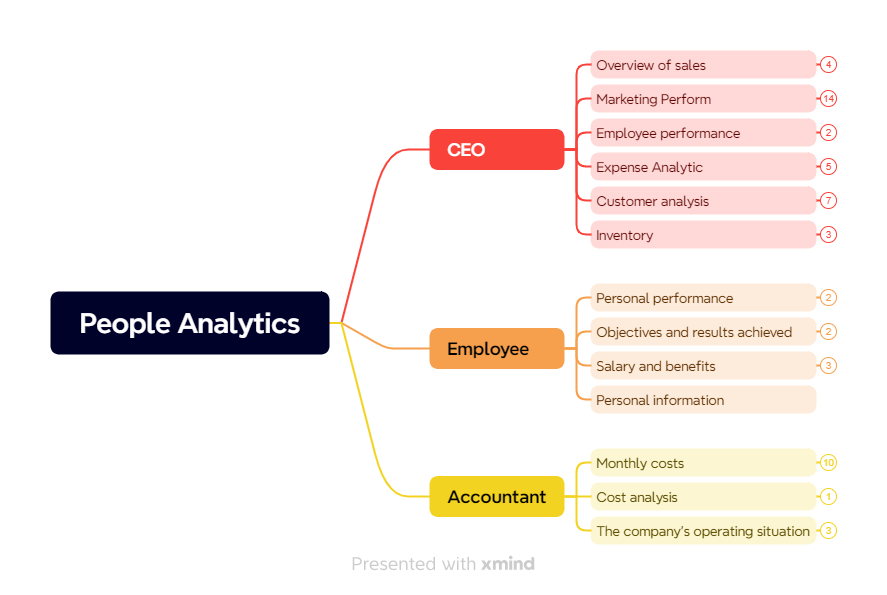 People Analytics
CEO
Overview of sales 4
Marketing Perform 14
Employee performance 2
Expense Analytic 5
Customer analysis 7
Inventory 3
Employee
Personal performance 2
Objectives and results achieved 2
Salary and benefits 3
Personal information
Accountant
Monthly costs 10
Cost analysis 1
The company's operating situation 3
Presented with xmind